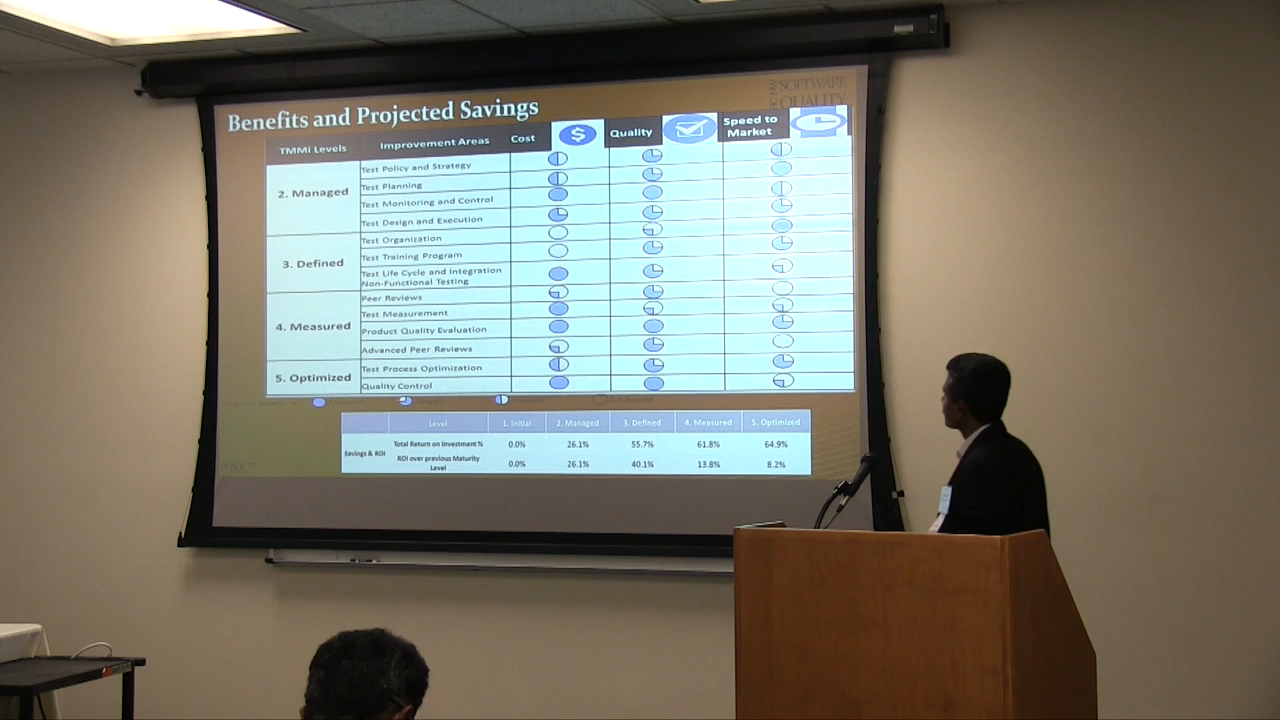 SOFTWARE
QUALITY
Benefits and Projected Savings
TMMi Levels Improvement Areas Cost $ Quality Speed to Market
2. Managed
Test Policy and Strategy
Test Planning
Test Monitoring and Control
Test Design and Execution
3. Defined
Test Organization
Test Training Program
Test Life Cycle and Integration
Non-Functional Testing
Peer Reviews
4. Measured
Test Measurement
Product Quality Evaluation
Advanced Peer Reviews
5. Optimized
Test Process Optimization
Quality Control
Level 1. Initial 2. Managed 3. Defined 4. Measured 5. Optimized
Savings & ROI
Total Return on Investment % 0.0% 26.1% 55.7% 61.8% 64.9%
ROI over previous Maturity Level 0.0% 26.1% 40.1% 13.8% 8.2%